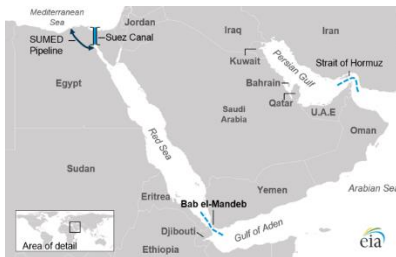 Mediterranean
Sea
Jordan
Iraq
Iran
SUMED
Pipeline
Suez Canal
Kuwait
Persian Gulf
Strait of Hormuz
Egypt
Bahrain
Qatar
Saudi
Arabia
U.A.E
Oman
Red Sea
Sudan
Yemen
Arabian Sea
Eritrea
Bab el-Mandeb
Gulf of Aden
Djibouti
Ethiopia
Area of detail
eia